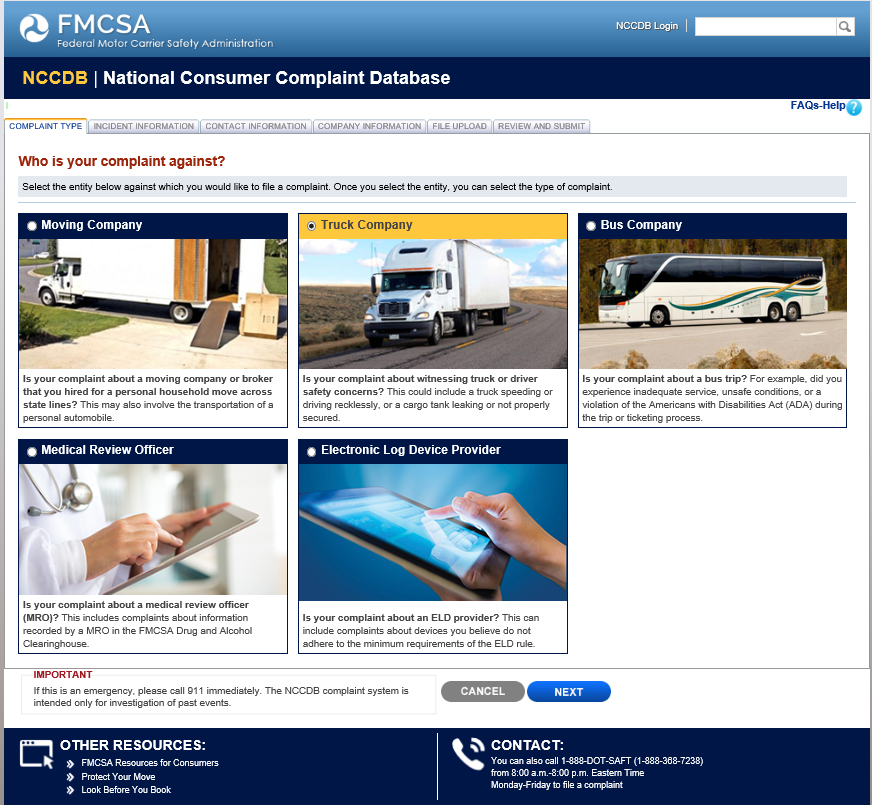 FMCSA
Federal Motor Carrier Safety Administration
NCCDB Login |
NCCDB | National Consumer Complaint Database
FAQs-Help ?
COMPLAINT TYPE INCIDENT INFORMATION CONTACT INFORMATION COMPANY INFORMATION FILE UPLOAD REVIEW AND SUBMIT
Who is your complaint against?
Select the entity below against which you would like to file a complaint. Once you select the entity, you can select the type of complaint.
Moving Company
Is your complaint about a moving company or broker
that you hired for a personal household move across
state lines? This may also involve the transportation of a
personal automobile.
Truck Company
Is your complaint about witnessing truck or driver
safety concerns? This could include a truck speeding or
driving recklessly, or a cargo tank leaking or not properly
secured.
Bus Company
Is your complaint about a bus trip? For example, did you
experience inadequate service, unsafe conditions, or a
violation of the Americans with Disabilities Act (ADA) during
the trip or ticketing process.
Medical Review Officer
Is your complaint about a medical review officer
(MRO)? This includes complaints about information
recorded by a MRO in the FMCSA Drug and Alcohol
Clearinghouse.
Electronic Log Device Provider
Is your complaint about an ELD provider? This can
include complaints about devices you believe do not
adhere to the minimum requirements of the ELD rule.
IMPORTANT
If this is an emergency, please call 911 immediately. The NCCDB complaint system is
intended only for investigation of past events.
CANCEL
NEXT
OTHER RESOURCES:
FMCSA Resources for Consumers
Protect Your Move
Look Before You Book
CONTACT:
You can also call 1-888-DOT-SAFT (1-888-368-7238)
from 8:00 a.m.-8:00 p.m. Eastern Time
Monday-Friday to file a complaint